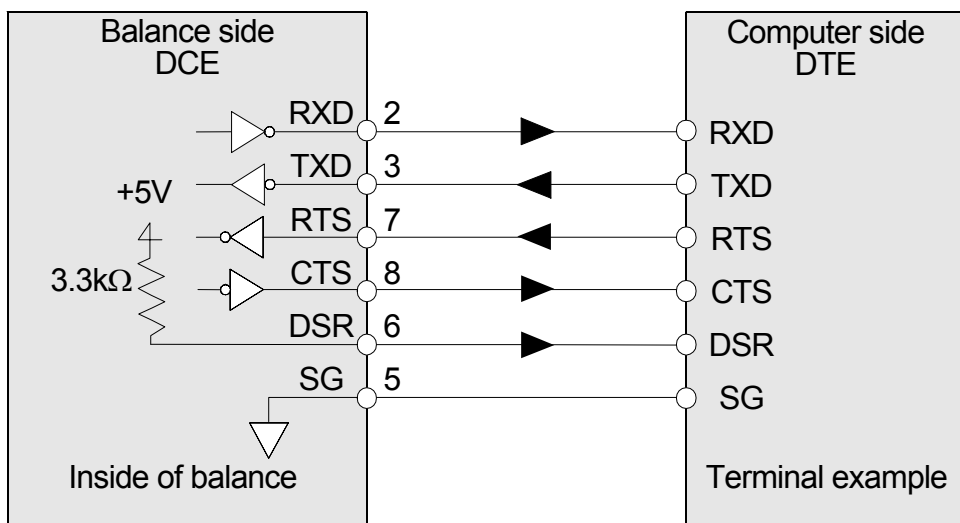 Balance side
DCE
Computer side
DTE
RXD 2 RXD
TXD 3 TXD
+5V
RTS 7 RTS
3.3kΩ
CTS 8 CTS
DSR 6 DSR
SG 5 SG
Inside of balance
Terminal example